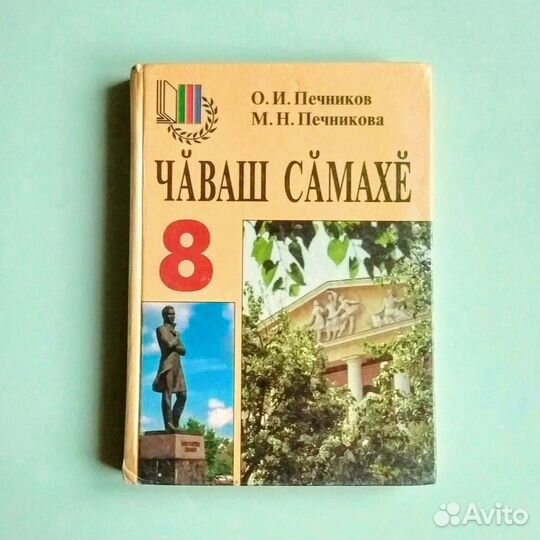 О. И. Печников
М. Н. Печникова
ЧӐВАШ СӐМАХӖ
8
Avito